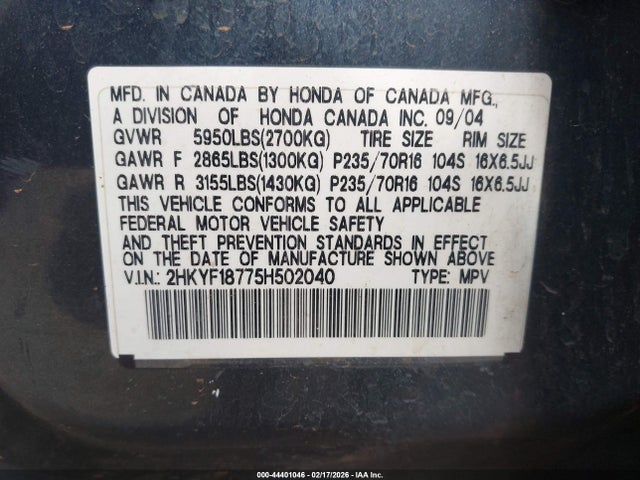 MFD. IN CANADA BY HONDA OF CANADA MFG.,
A DIVISION OF HONDA CANADA INC. 09/04
GVWR 5950LBS(2700KG) TIRE SIZE RIM SIZE
GAWR F 2865LBS(1300KG) P235/70R16 104S 16X6.5JJ
GAWR R 3155LBS(1430KG) P235/70R16 104S 16X6.5JJ
THIS VEHICLE CONFORMS TO ALL APPLICABLE
FEDERAL MOTOR VEHICLE SAFETY
AND THEFT PREVENTION STANDARDS IN EFFECT
ON THE DATE OF MANUFACTURE SHOWN ABOVE
V.I.N.: 2HKYF18775H502040 TYPE: MPV
000-44401046 - 02/17/2026 - IAA Inc.